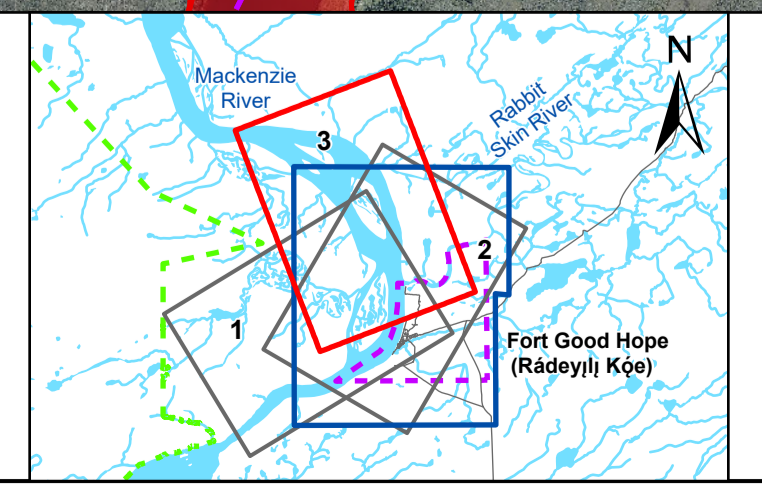 N
Mackenzie
River
Rabbit
Skin River
3
2
1
Fort Good Hope
(Rádeyı̨lı̨ Kǫ́e)